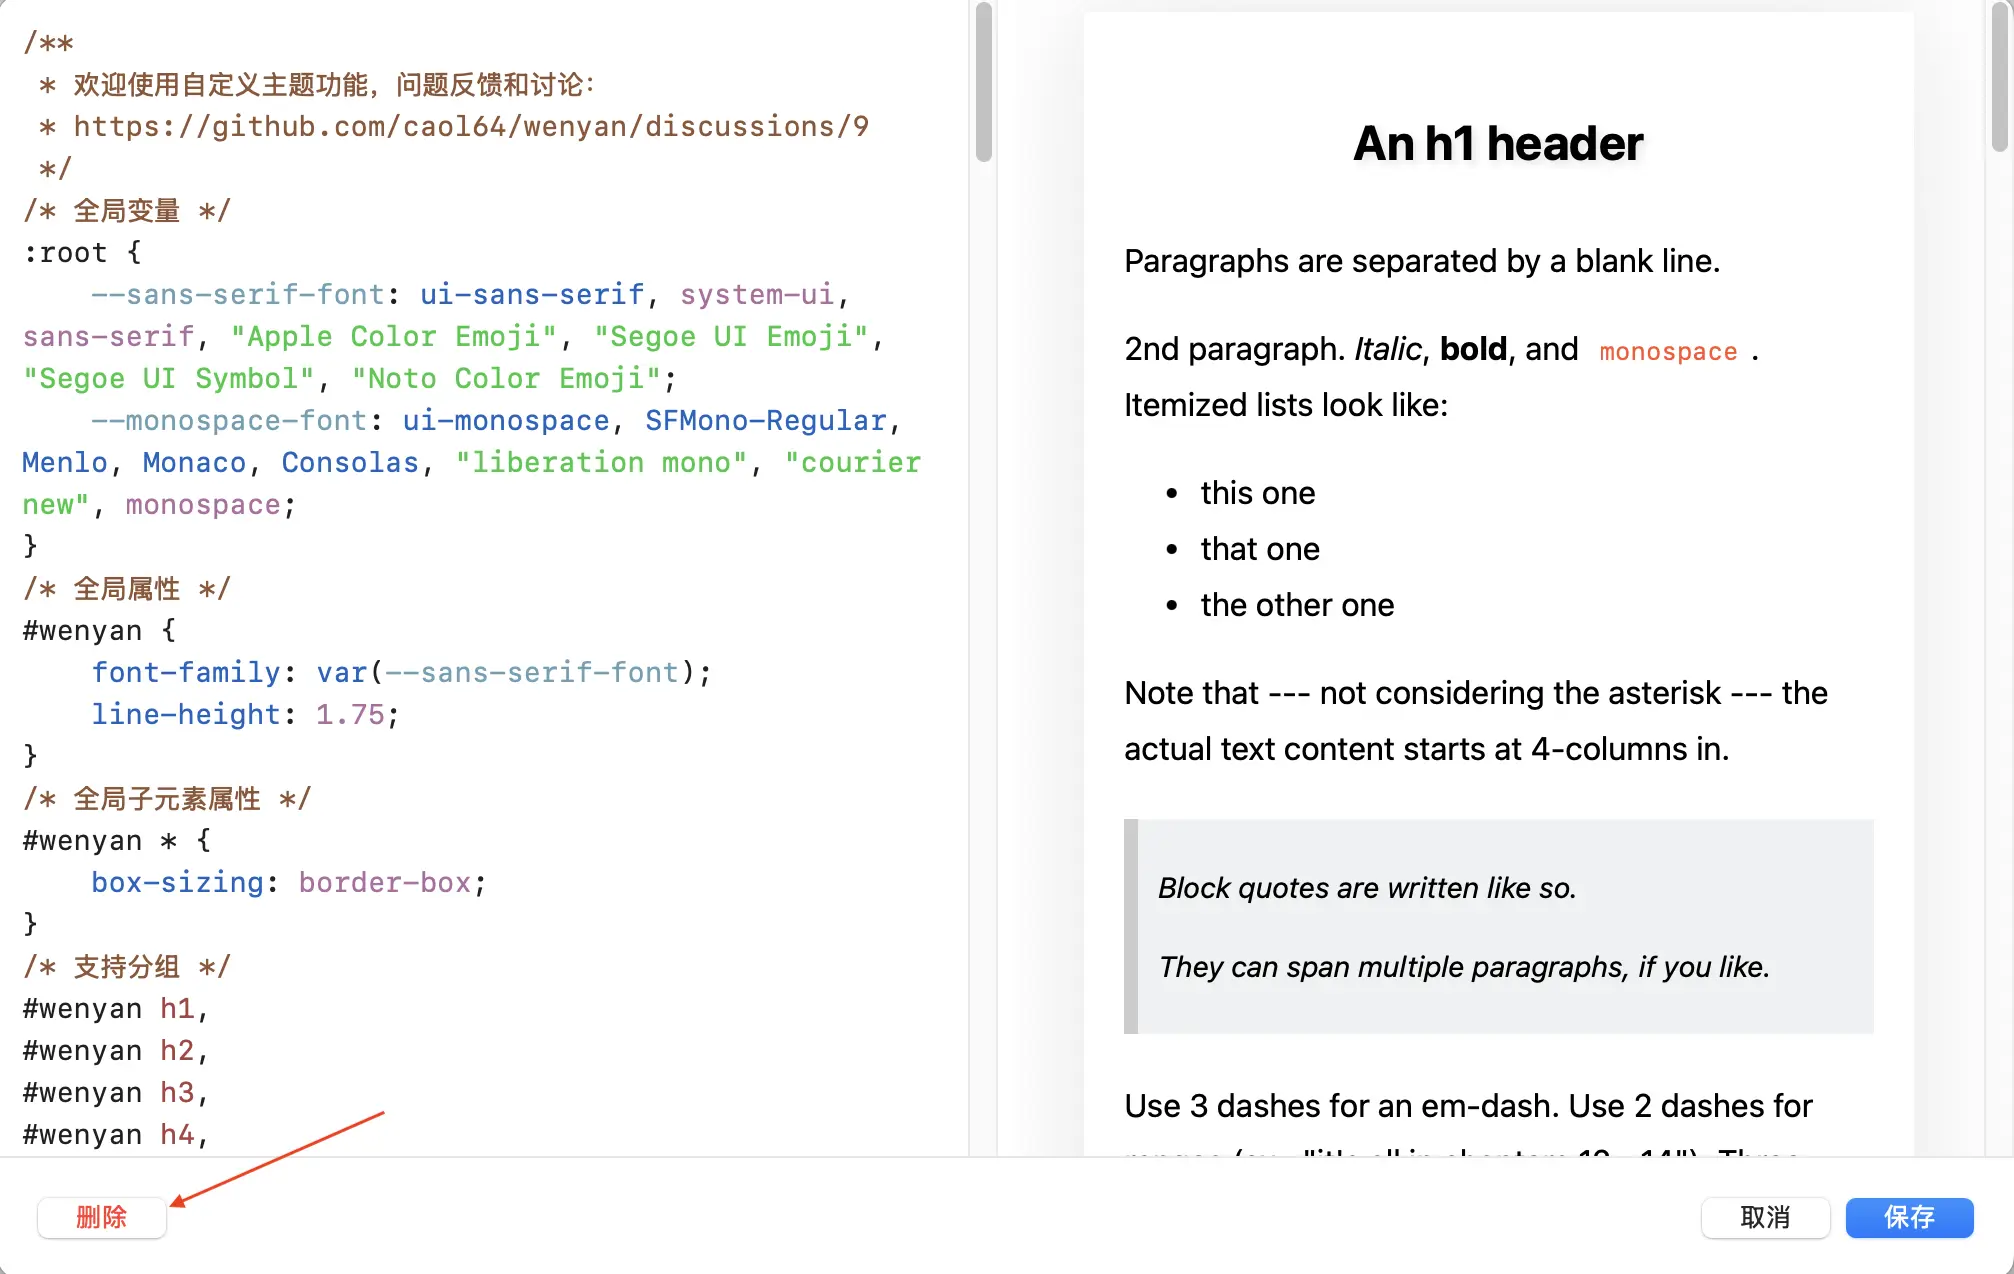 /**
 * 欢迎使用自定义主题功能，问题反馈和讨论：
 * https://github.com/caol64/wenyan/discussions/9
 */
/* 全局变量 */
:root {
    --sans-serif-font: ui-sans-serif, system-ui,
sans-serif, "Apple Color Emoji", "Segoe UI Emoji",
"Segoe UI Symbol", "Noto Color Emoji";
    --monospace-font: ui-monospace, SFMono-Regular,
Menlo, Monaco, Consolas, "liberation mono", "courier
new", monospace;
}
/* 全局属性 */
#wenyan {
    font-family: var(--sans-serif-font);
    line-height: 1.75;
}
/* 全局子元素属性 */
#wenyan * {
    box-sizing: border-box;
}
/* 支持分组 */
#wenyan h1,
#wenyan h2,
#wenyan h3,
#wenyan h4,
An h1 header
Paragraphs are separated by a blank line.
2nd paragraph. Italic, bold, and monospace .
Itemized lists look like:
• this one
• that one
• the other one
Note that --- not considering the asterisk --- the
actual text content starts at 4-columns in.
Block quotes are written like so.
They can span multiple paragraphs, if you like.
Use 3 dashes for an em-dash. Use 2 dashes for
删除
取消
保存